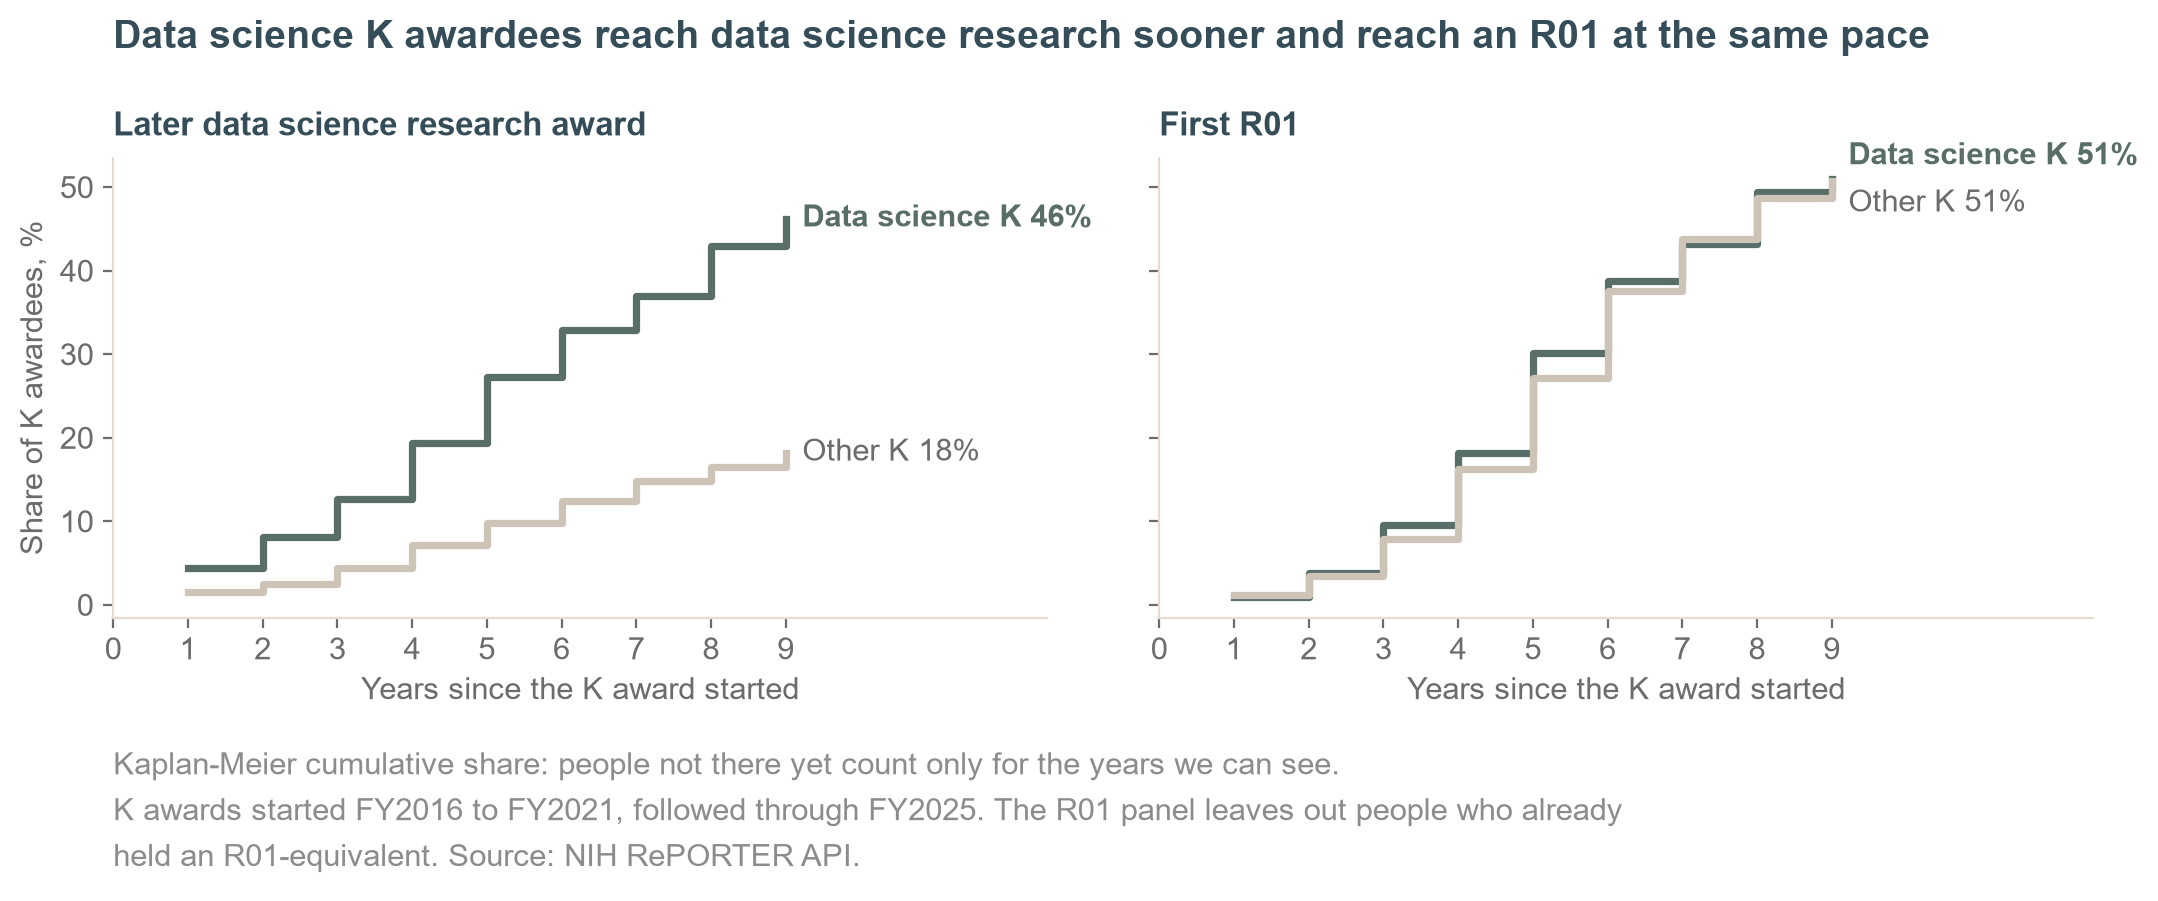 Data science K awardees reach data science research sooner and reach an R01 at the same pace
Later data science research award
Share of K awardees, %
50
40
30
20
10
0
Data science K 46%
Other K 18%
0 1 2 3 4 5 6 7 8 9
Years since the K award started
First R01
Data science K 51%
Other K 51%
0 1 2 3 4 5 6 7 8 9
Years since the K award started
Kaplan-Meier cumulative share: people not there yet count only for the years we can see.
K awards started FY2016 to FY2021, followed through FY2025. The R01 panel leaves out people who already
held an R01-equivalent. Source: NIH RePORTER API.